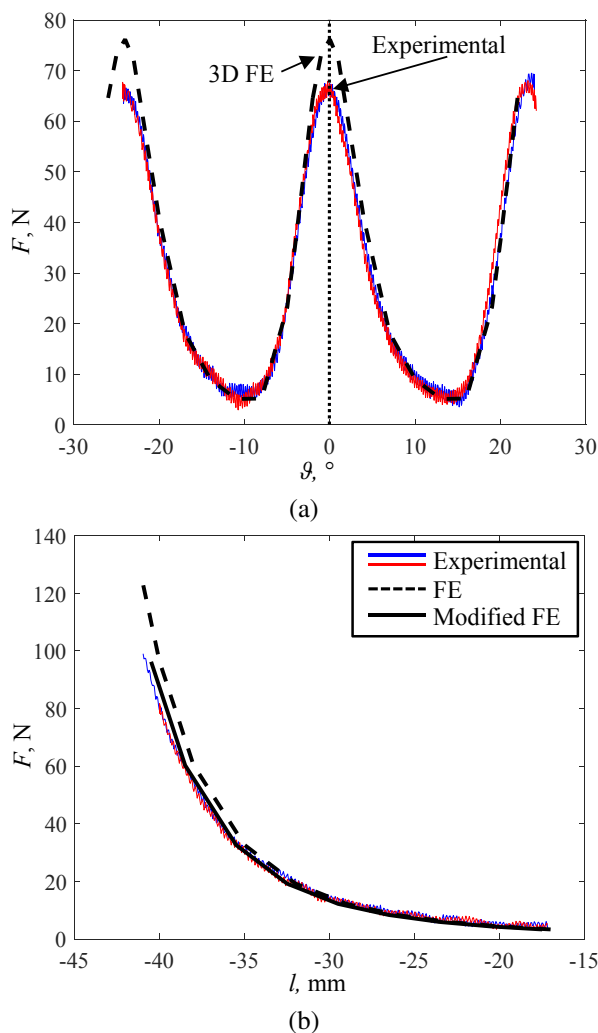 80
70
60
50
40
30
20
10
0
F, N
3D FE
Experimental
-30 -20 -10 0 10 20 30
ϑ, °
(a)
140
120
100
80
60
40
20
0
F, N
Experimental
FE
Modified FE
-45 -40 -35 -30 -25 -20 -15
l, mm
(b)